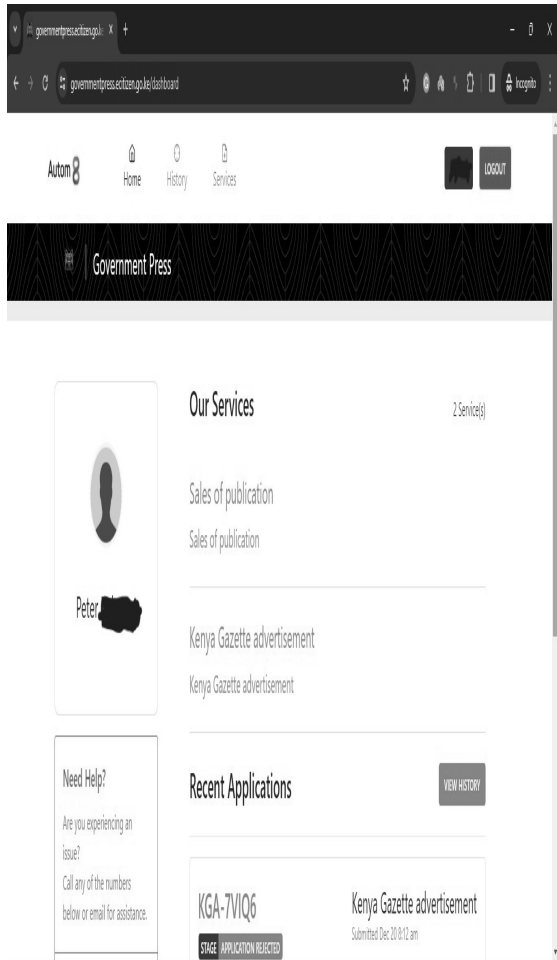 governmentpress.ecitizen.go.k
governmentpress.ecitizen.go.ke/dashboard
Incognito
Autom8
Home
History
Services
LOGOUT
Government Press
Our Services
2 Service(s)
Sales of publication
Sales of publication
Peter
Kenya Gazette advertisement
Kenya Gazette advertisement
Need Help?
Are you experiencing an
issue?
Call any of the numbers
below or email for assistance.
Recent Applications
VIEW HISTORY
KGA-7VIQ6
STAGE APPLICATION REJECTED
Kenya Gazette advertisement
Submitted Dec 20 8:12 am